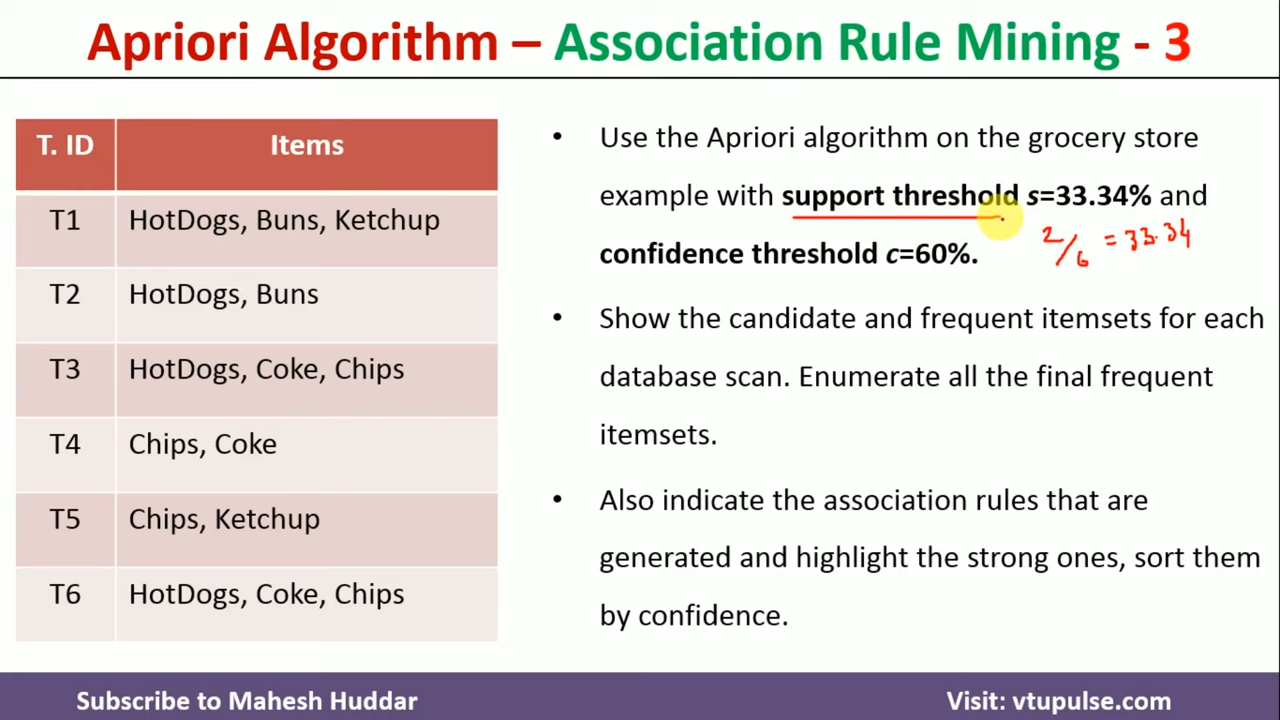 Apriori Algorithm – Association Rule Mining - 3
T. ID Items
T1 HotDogs, Buns, Ketchup
T2 HotDogs, Buns
T3 HotDogs, Coke, Chips
T4 Chips, Coke
T5 Chips, Ketchup
T6 HotDogs, Coke, Chips
• Use the Apriori algorithm on the grocery store
example with support threshold s=33.34% and
confidence threshold c=60%.
2/6 = 33.34
• Show the candidate and frequent itemsets for each
database scan. Enumerate all the final frequent
itemsets.
• Also indicate the association rules that are
generated and highlight the strong ones, sort them
by confidence.
Subscribe to Mahesh Huddar
Visit: vtupulse.com